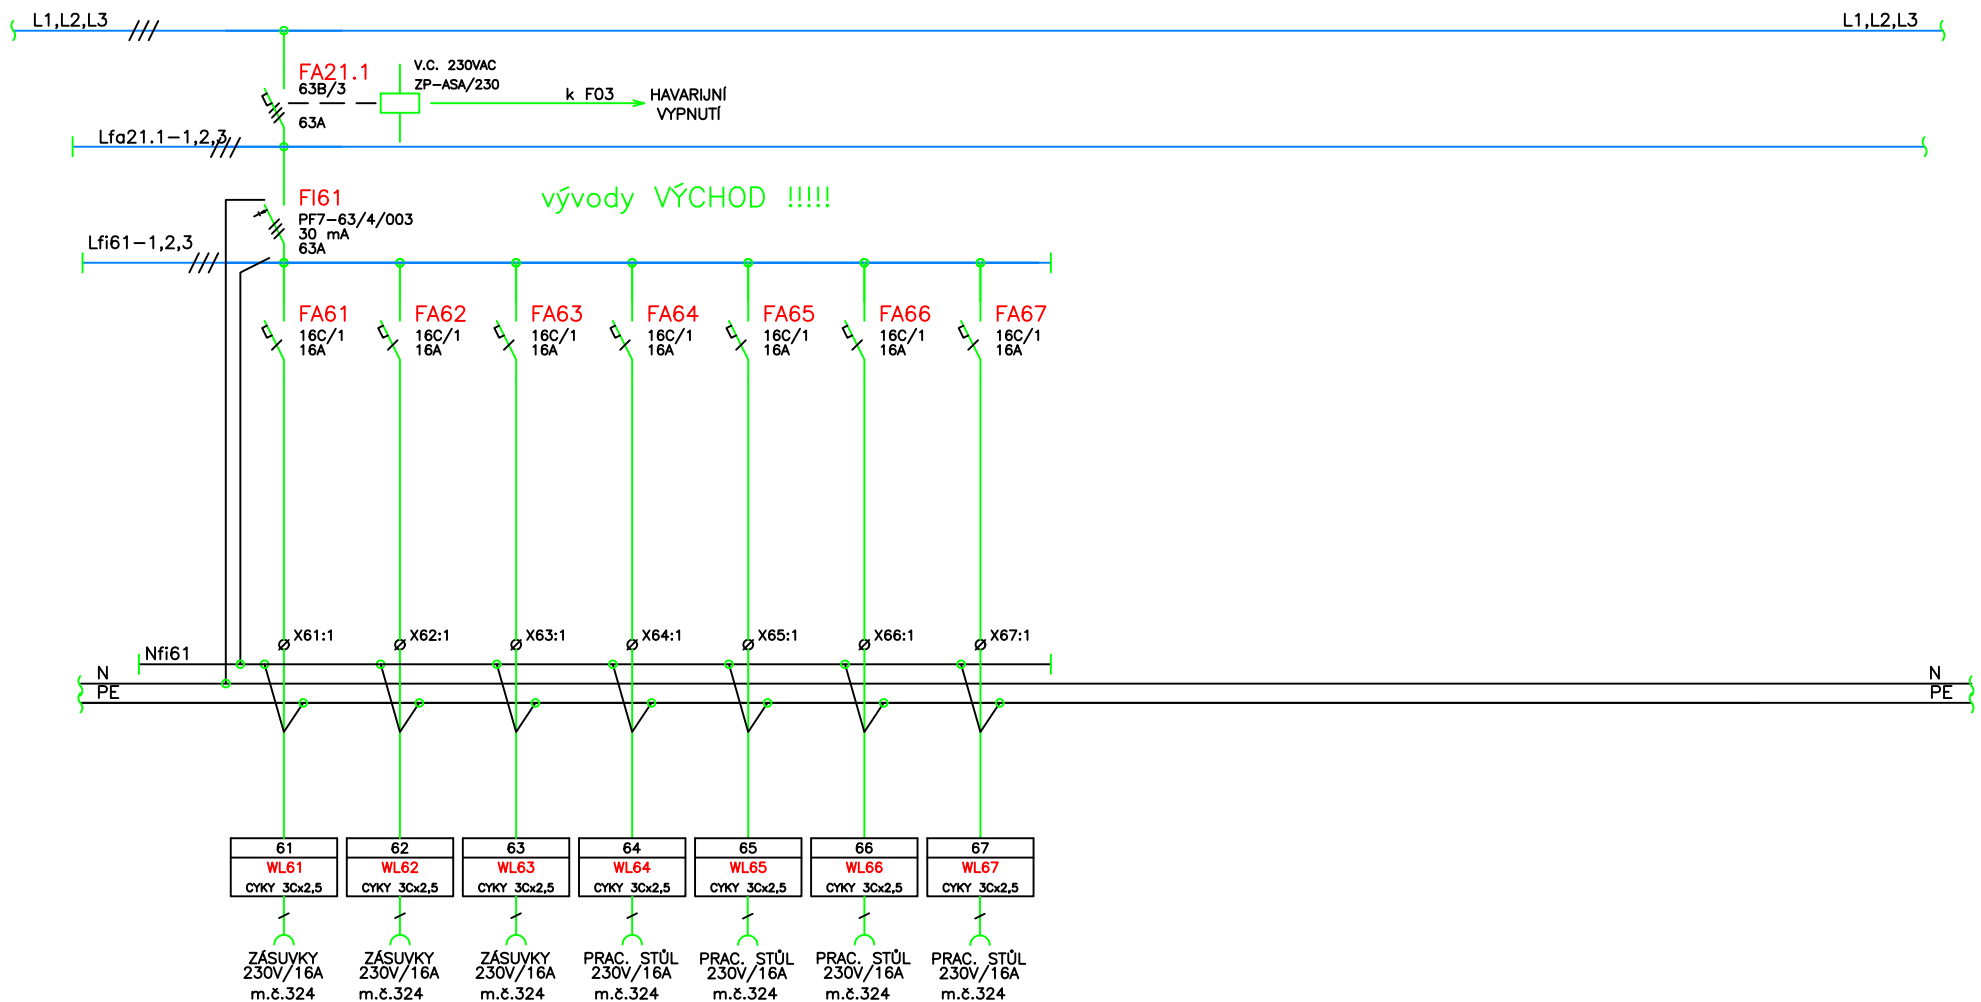 L1,L2,L3
L1,L2,L3
FA21.1
63B/3
63A
V.C. 230VAC
ZP-ASA/230
k F03
HAVARIJNÍ
VYPNUTÍ
Lfa21.1-1,2,3
FI61
PF7-63/4/003
30 mA
63A
vývody VÝCHOD !!!!!
Lfi61-1,2,3
FA61
16C/1
16A
FA62
16C/1
16A
FA63
16C/1
16A
FA64
16C/1
16A
FA65
16C/1
16A
FA66
16C/1
16A
FA67
16C/1
16A
X61:1
X62:1
X63:1
X64:1
X65:1
X66:1
X67:1
Nfi61
N
N
PE
PE
61
WL61
CYKY 3Cx2,5
62
WL62
CYKY 3Cx2,5
63
WL63
CYKY 3Cx2,5
64
WL64
CYKY 3Cx2,5
65
WL65
CYKY 3Cx2,5
66
WL66
CYKY 3Cx2,5
67
WL67
CYKY 3Cx2,5
ZÁSUVKY
230V/16A
m.č.324
ZÁSUVKY
230V/16A
m.č.324
ZÁSUVKY
230V/16A
m.č.324
PRAC. STŮL
230V/16A
m.č.324
PRAC. STŮL
230V/16A
m.č.324
PRAC. STŮL
230V/16A
m.č.324
PRAC. STŮL
230V/16A
m.č.324